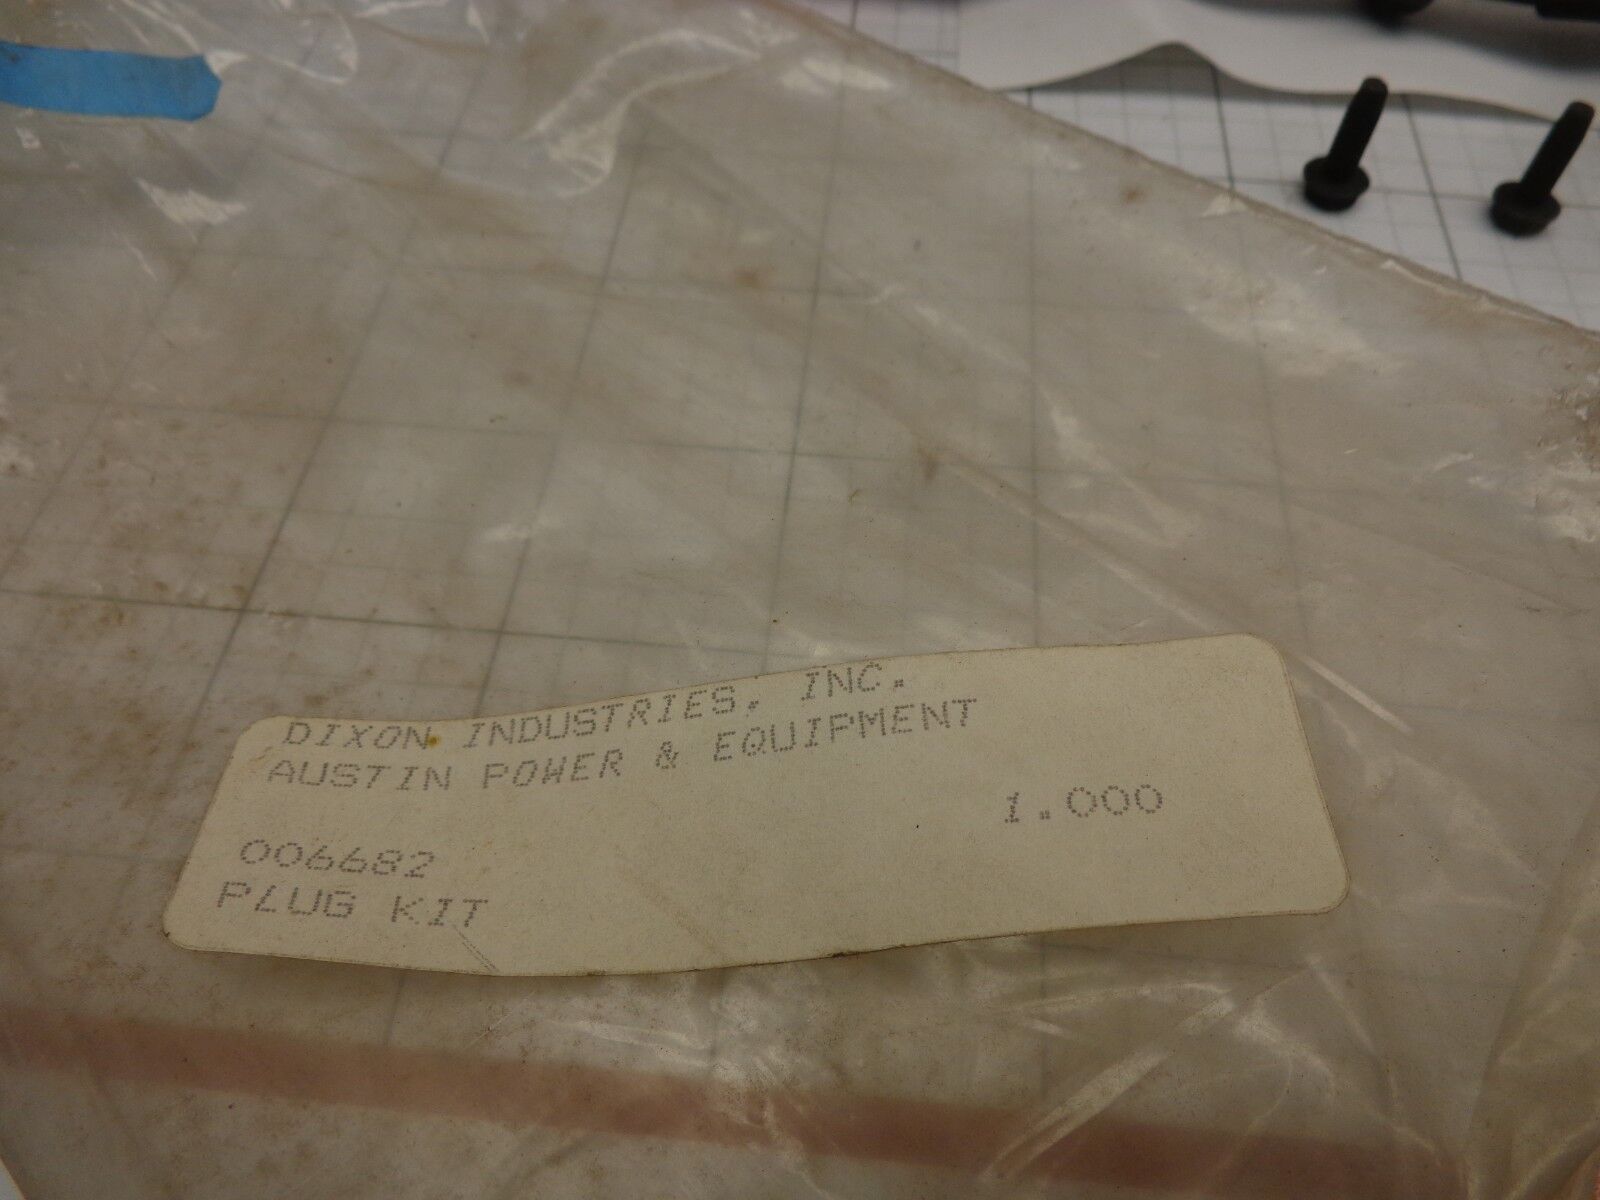 DIXON INDUSTRIES, INC.
AUSTIN POWER & EQUIPMENT
1.000
006682
PLUG KIT